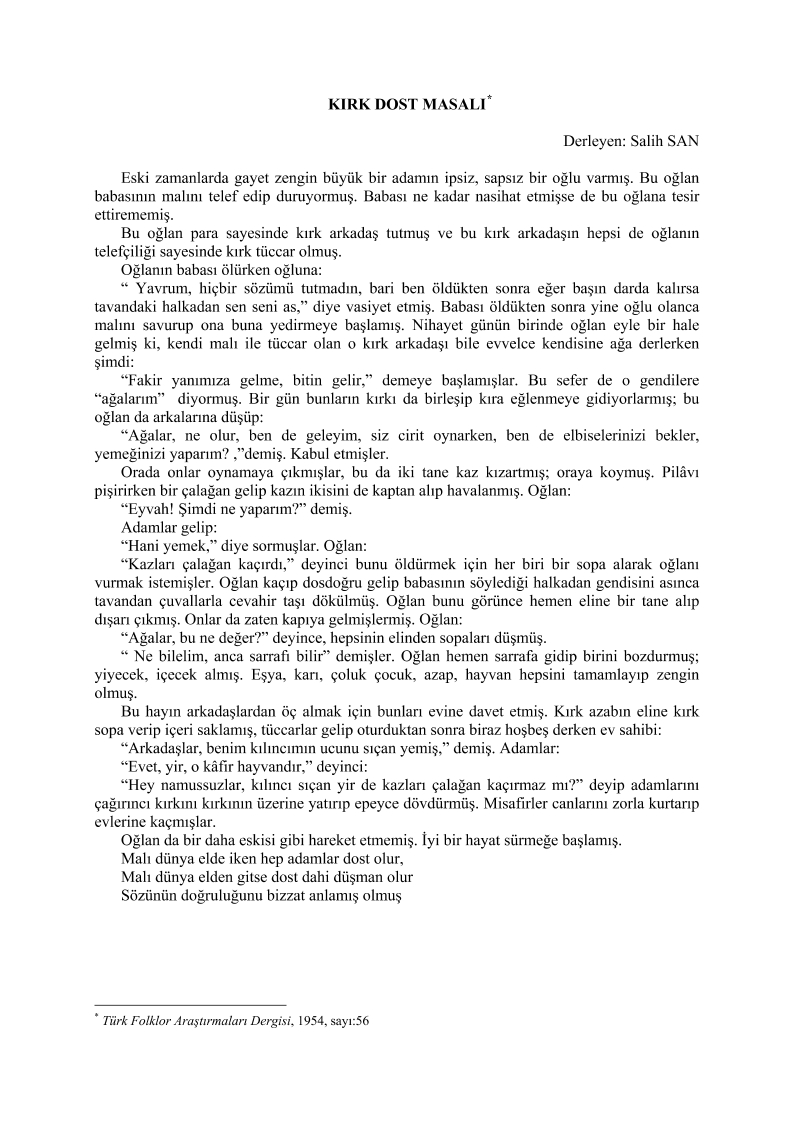 KIRK DOST MASALI*
Derleyen: Salih SAN
Eski zamanlarda gayet zengin büyük bir adamın ipsiz, sapsız bir oğlu varmış. Bu oğlan
babasının malını telef edip duruyormuş. Babası ne kadar nasihat etmişse de bu oğlana tesir
ettirememiş.
Bu oğlan para sayesinde kırk arkadaş tutmuş ve bu kırk arkadaşın hepsi de oğlanın
telefçiliği sayesinde kırk tüccar olmuş.
Oğlanın babası ölürken oğluna:
“ Yavrum, hiçbir sözümü tutmadın, bari ben öldükten sonra eğer başın darda kalırsa
tavandaki halkadan sen seni as,” diye vasiyet etmiş. Babası öldükten sonra yine oğlu olanca
malını savurup ona buna yedirmeye başlamış. Nihayet günün birinde oğlan eyle bir hale
gelmiş ki, kendi malı ile tüccar olan o kırk arkadaşı bile evvelce kendisine ağa derlerken
şimdi:
“Fakir yanımıza gelme, bitin gelir,” demeye başlamışlar. Bu sefer de o gendilere
“ağalarım” diyormuş. Bir gün bunların kırkı da birleşip kıra eğlenmeye gidiyorlarmış; bu
oğlan da arkalarına düşüp:
“Ağalar, ne olur, ben de geleyim, siz cirit oynarken, ben de elbiselerinizi bekler,
yemeğinizi yaparım? ,”demiş. Kabul etmişler.
Orada onlar oynamaya çıkmışlar, bu da iki tane kaz kızartmış; oraya koymuş. Pilâvı
pişirirken bir çalağan gelip kazın ikisini de kaptan alıp havalanmış. Oğlan:
“Eyvah! Şimdi ne yaparım?” demiş.
Adamlar gelip:
“Hani yemek,” diye sormuşlar. Oğlan:
“Kazları çalağan kaçırdı,” deyinci bunu öldürmek için her biri bir sopa alarak oğlanı
vurmak istemişler. Oğlan kaçıp dosdoğru gelip babasının söylediği halkadan gendisini asınca
tavandan çuvallarla cevahir taşı dökülmüş. Oğlan bunu görünce hemen eline bir tane alıp
dışarı çıkmış. Onlar da zaten kapıya gelmişlermiş. Oğlan:
“Ağalar, bu ne değer?” deyince, hepsinin elinden sopaları düşmüş.
“ Ne bilelim, anca sarrafı bilir” demişler. Oğlan hemen sarrafa gidip birini bozdurmuş;
yiyecek, içecek almış. Eşya, karı, çoluk çocuk, azap, hayvan hepsini tamamlayıp zengin
olmuş.
Bu hayın arkadaşlardan öç almak için bunları evine davet etmiş. Kırk azabın eline kırk
sopa verip içeri saklamış, tüccarlar gelip oturduktan sonra biraz hoşbeş derken ev sahibi:
“Arkadaşlar, benim kılıncımın ucunu sıçan yemiş,” demiş. Adamlar:
“Evet, yir, o kâfir hayvandır,” deyinci:
“Hey namussuzlar, kılıncı sıçan yir de kazları çalağan kaçırmaz mı?” deyip adamlarını
çağırıncı kırkını kırkının üzerine yatırıp epeyce dövdürmüş. Misafirler canlarını zorla kurtarıp
evlerine kaçmışlar.
Oğlan da bir daha eskisi gibi hareket etmemiş. İyi bir hayat sürmeğe başlamış.
Malı dünya elde iken hep adamlar dost olur,
Malı dünya elden gitse dost dahi düşman olur
Sözünün doğruluğunu bizzat anlamış olmuş
* Türk Folklor Araştırmaları Dergisi, 1954, sayı:56